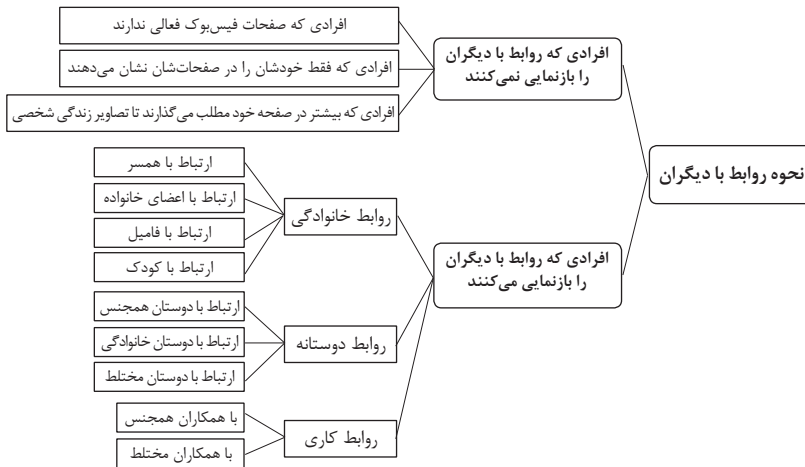 نحوه روابط با دیگران
افرادی که روابط با دیگران
را بازنمایی نمی‌کنند
افرادی که صفحات فیس‌بوک فعالی ندارند
افرادی که فقط خودشان را در صفحات‌شان نشان می‌دهند
افرادی که بیشتر در صفحه خود مطلب می‌گذارند تا تصاویر زندگی شخصی
افرادی که روابط با دیگران
را بازنمایی می‌کنند
روابط خانوادگی
ارتباط با همسر
ارتباط با اعضای خانواده
ارتباط با فامیل
ارتباط با کودک
روابط دوستانه
ارتباط با دوستان همجنس
ارتباط با دوستان خانوادگی
ارتباط با دوستان مختلط
روابط کاری
با همکاران همجنس
با همکاران مختلط